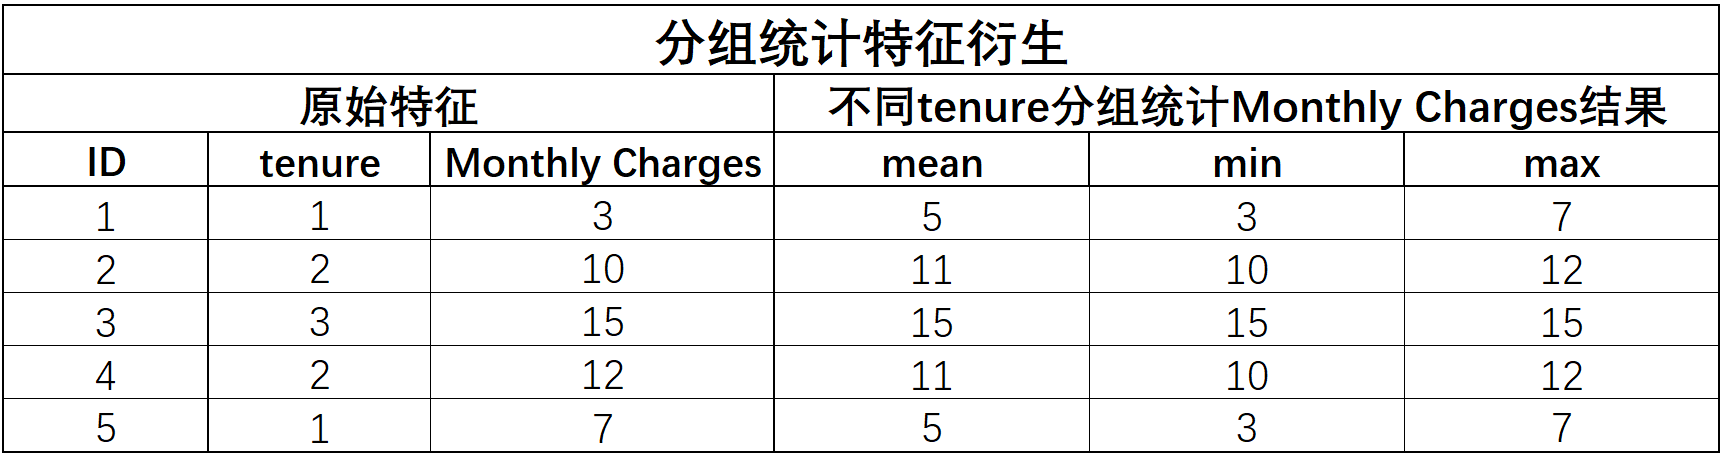 分组统计特征衍生
原始特征 不同tenure分组统计Monthly Charges结果
ID tenure Monthly Charges mean min max
1 1 3 5 3 7
2 2 10 11 10 12
3 3 15 15 15 15
4 2 12 11 10 12
5 1 7 5 3 7